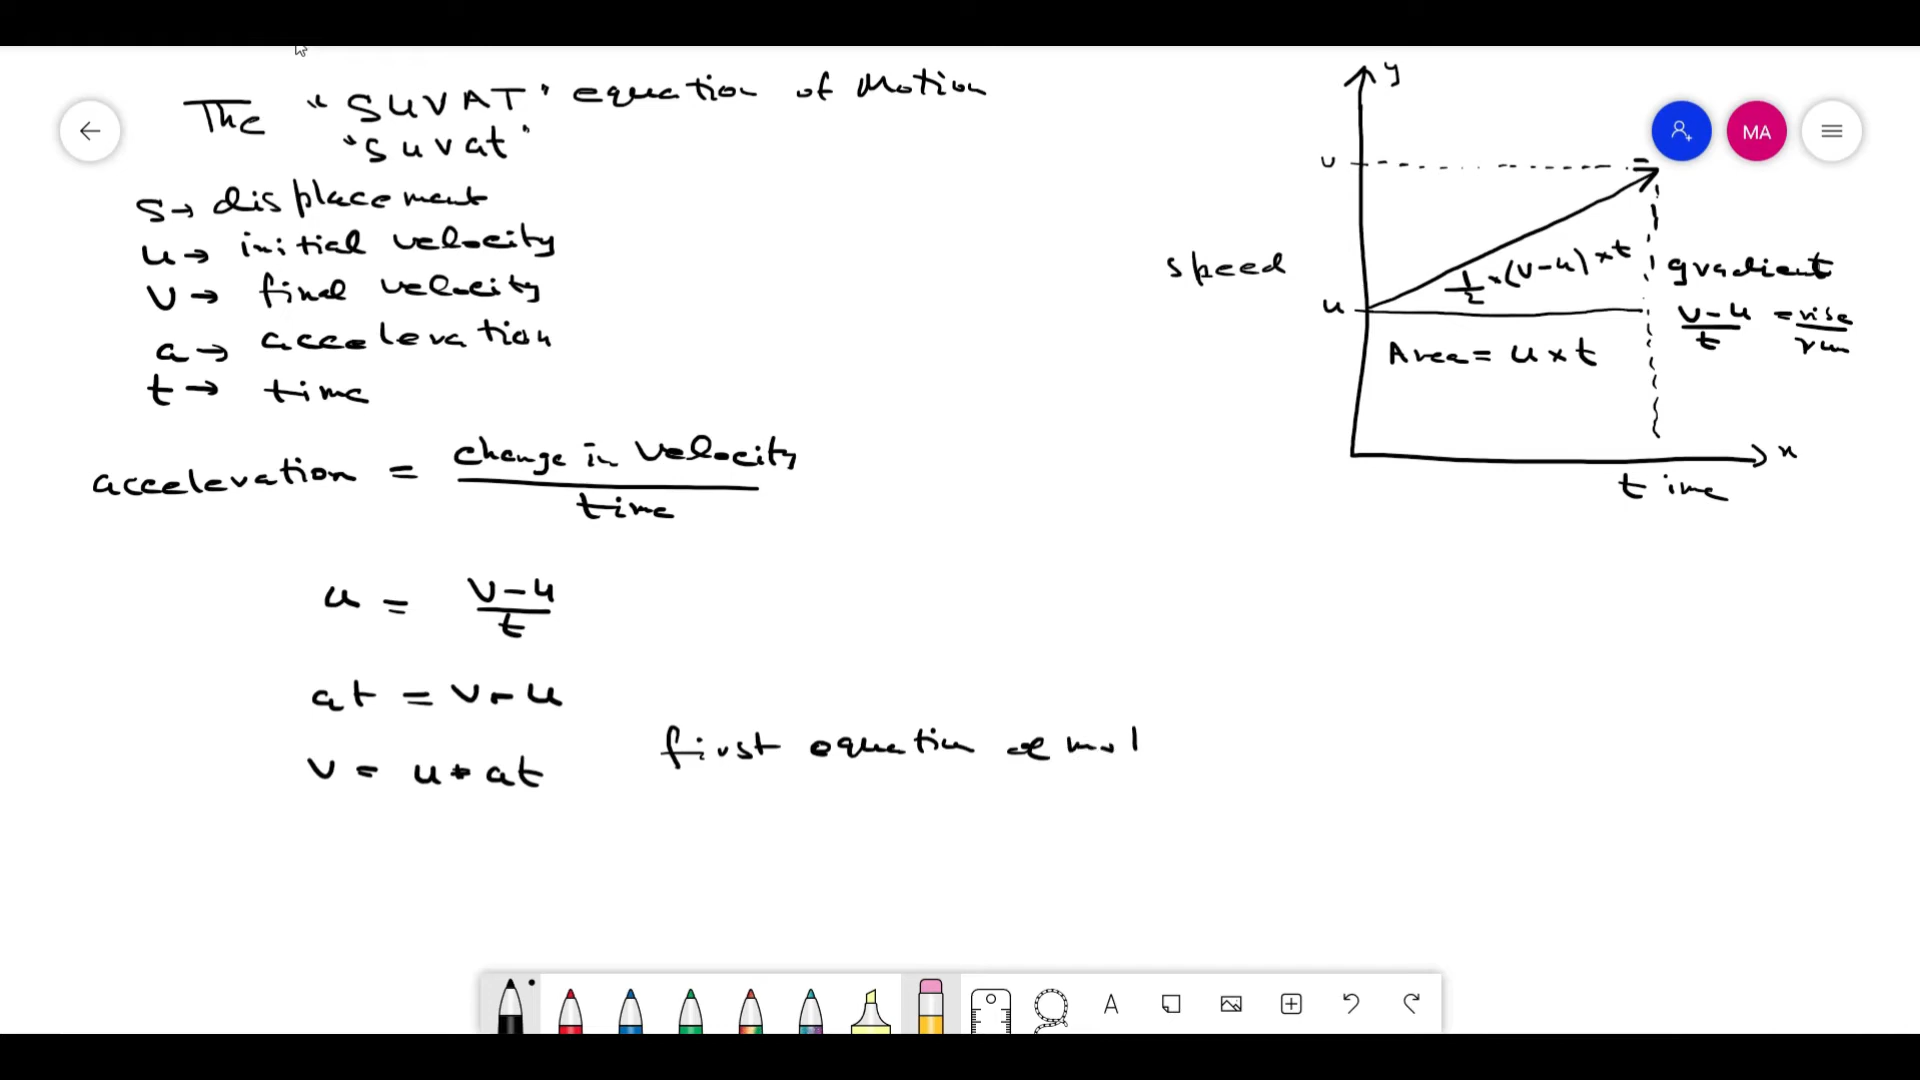 The "SUVAT" equation of Motion
"suvat"
s → displacement
u → initial velocity
v → final velocity
a → acceleration
t → time
acceleration = change in velocity / time
a = v-u / t
at = v-u
v = u+at
first equation of mot
y
v
speed
u
1/2 × (v-u) × t
Area = u × t
gradient
v-u / t = rise / run
x
time
MA
A